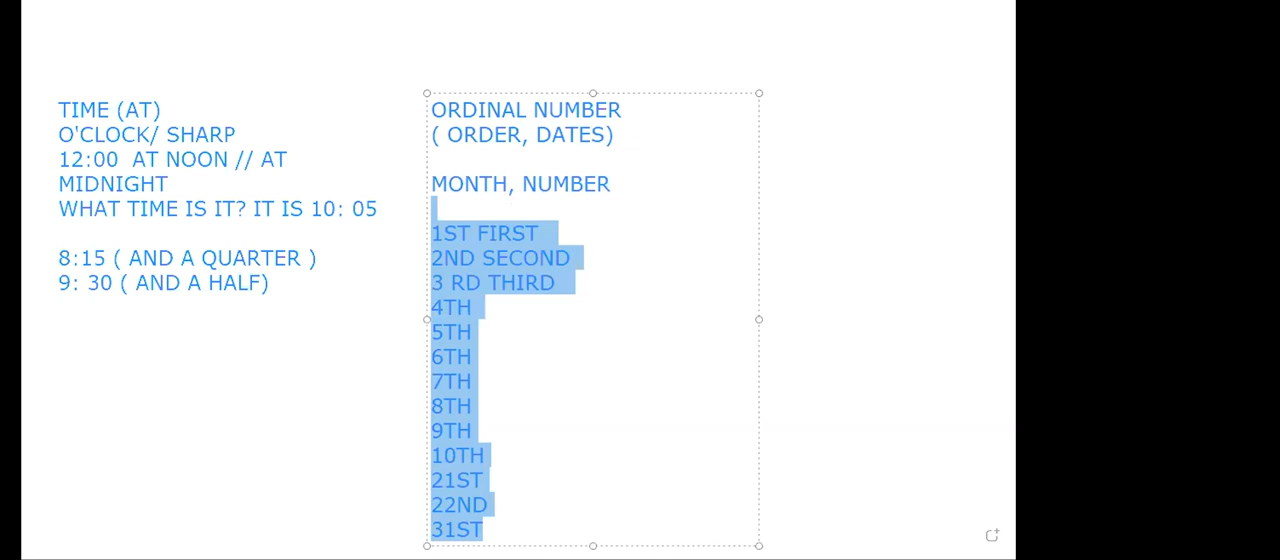 TIME (AT)
O'CLOCK/ SHARP
12:00  AT NOON // AT
MIDNIGHT
WHAT TIME IS IT? IT IS 10: 05
8:15 ( AND A QUARTER )
9: 30 ( AND A HALF)
ORDINAL NUMBER
( ORDER, DATES)
MONTH, NUMBER
1ST FIRST
2ND SECOND
3 RD THIRD
4TH
5TH
6TH
7TH
8TH
9TH
10TH
21ST
22ND
31ST